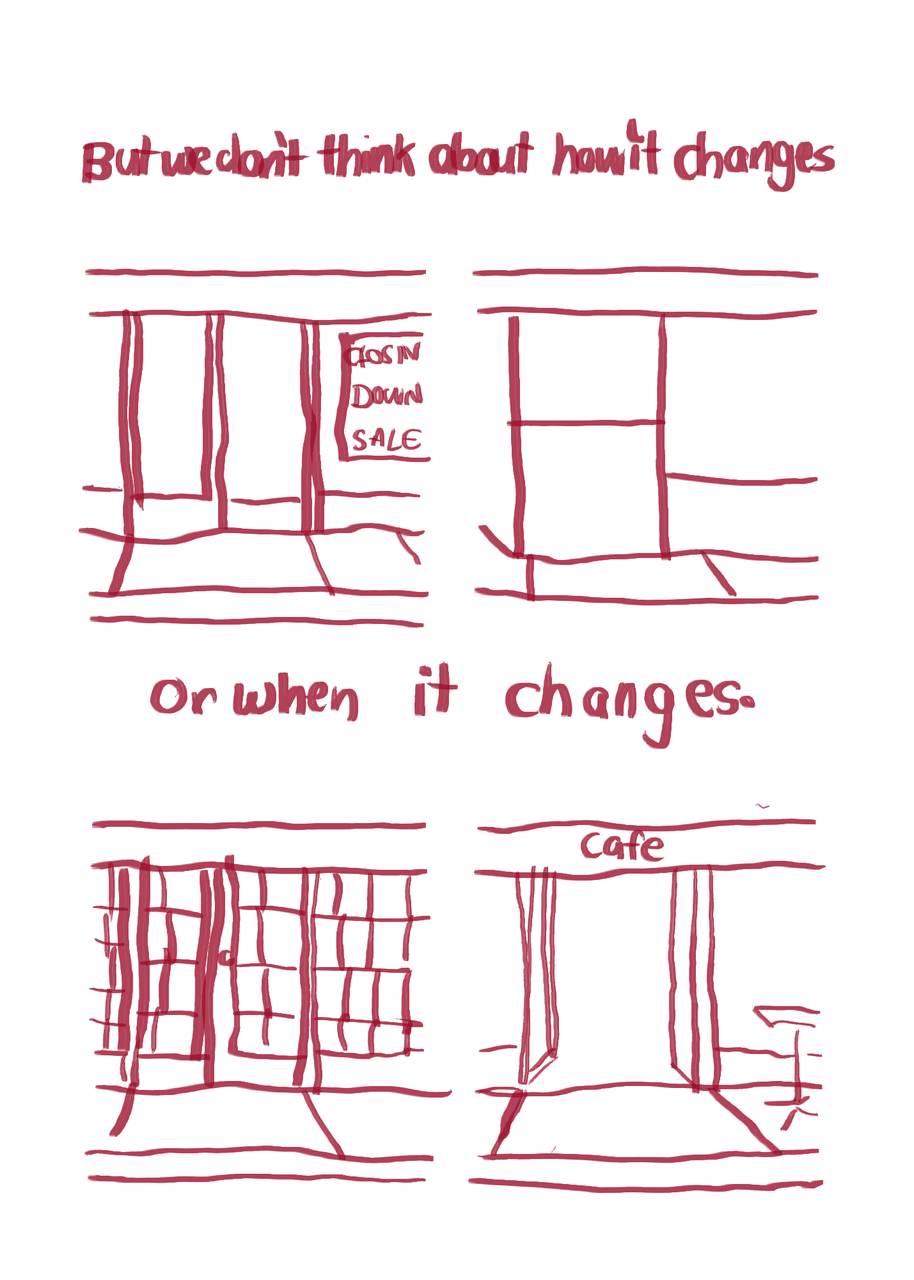 But we don't think about how it changes
CLOSIN
DOWN
SALE
Or when it changes.
cafe